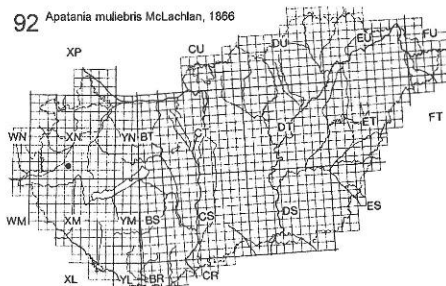 92 Apatania muliebris McLachlan, 1866
XP CU DU EU FU
WN XN YN BT C DT ET FT
WM XM YM BS CS DS ES
XL YL BR CR